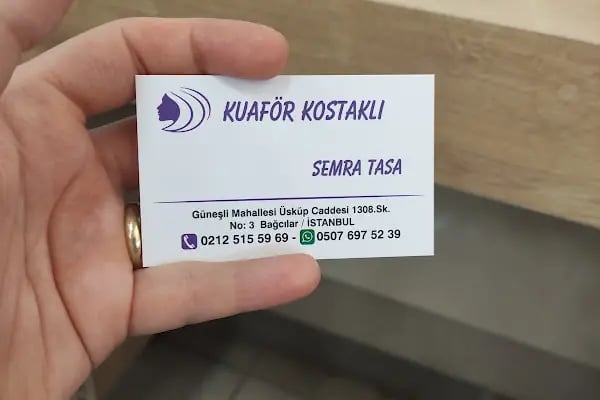 KUAFÖR KOSTAKLI
SEMRA TASA
Güneşli Mahallesi Üsküp Caddesi 1308.Sk.
No: 3 Bağcılar / İSTANBUL
0212 515 59 69 - 0507 697 52 39